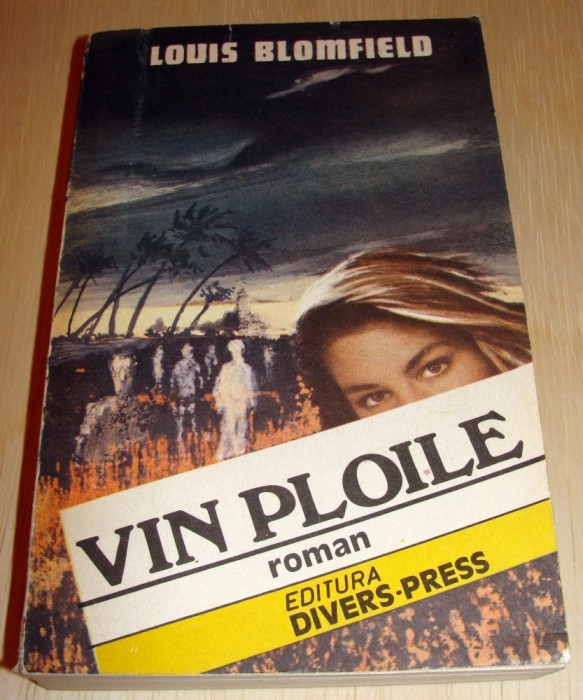 LOUIS BLOMFIELD
VIN PLOILE
roman
EDITURA
DIVERS-PRESS